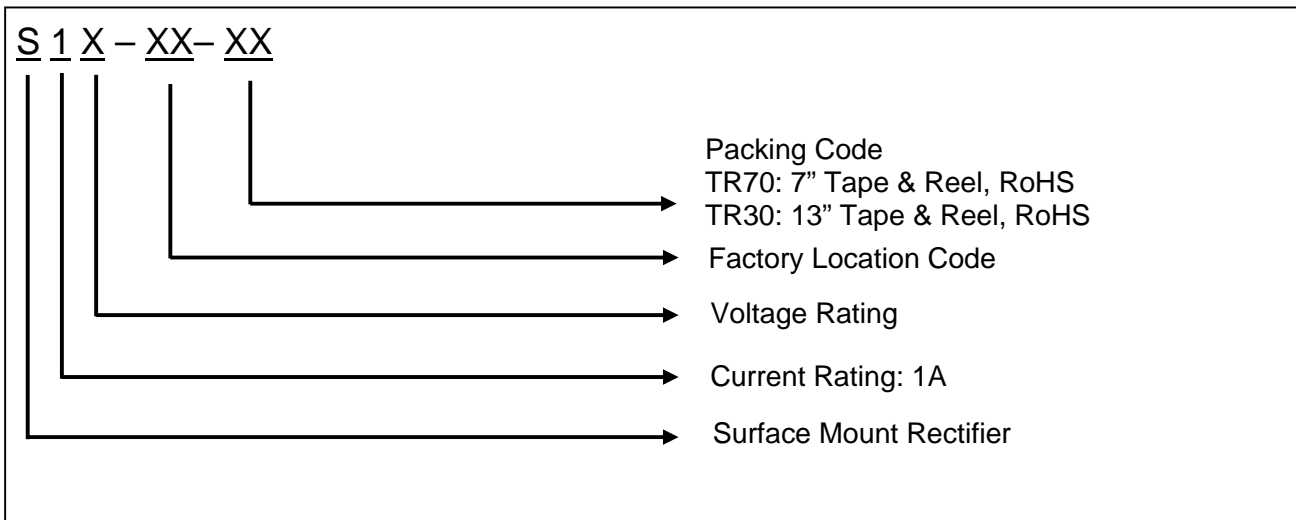 S 1 X – XX– XX
Packing Code
TR70: 7” Tape & Reel, RoHS
TR30: 13” Tape & Reel, RoHS
Factory Location Code
Voltage Rating
Current Rating: 1A
Surface Mount Rectifier